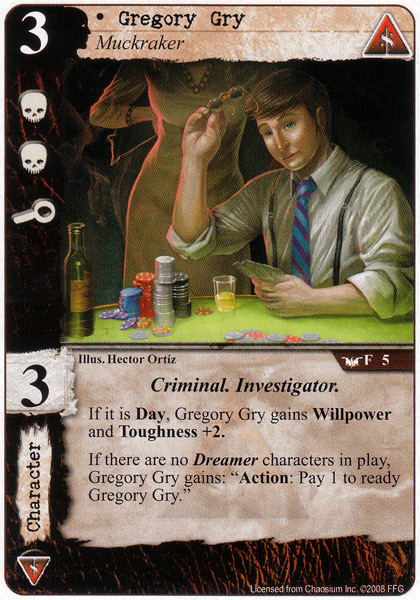 3
• Gregory Gry
Muckraker
$
Illus. Hector Ortíz
F 5
3
Criminal. Investigator.
If it is Day, Gregory Gry gains Willpower
and Toughness +2.
If there are no Dreamer characters in play,
Gregory Gry gains: “Action: Pay 1 to ready
Gregory Gry.”
Character
$
Licensed from Chaosium Inc. ©2008 FFG